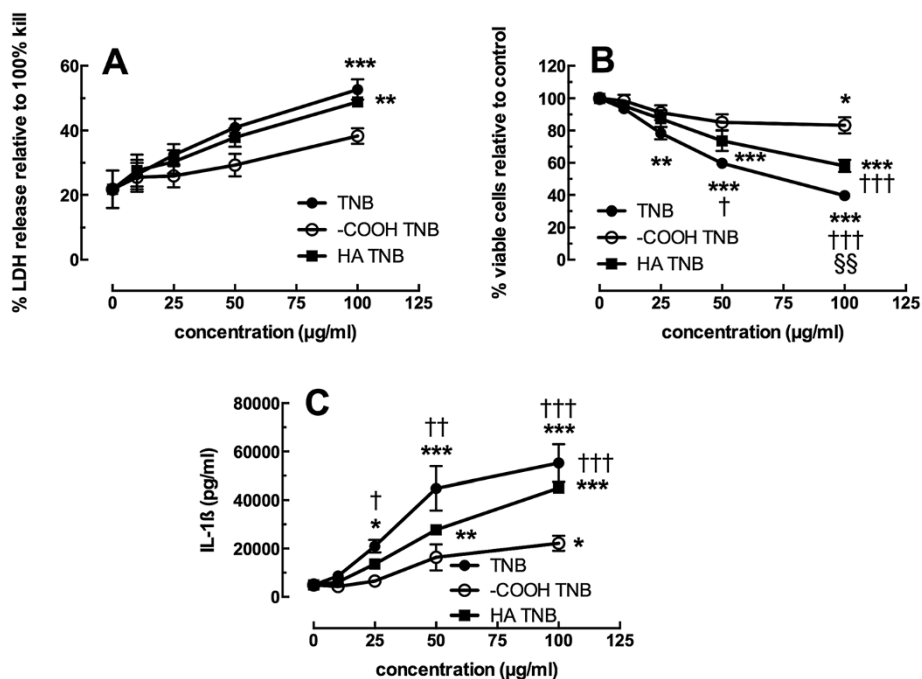 A
% LDH release relative to 100% kill
60
40
20
0
***
**
TNB
-COOH TNB
HA TNB
0 25 50 75 100 125
concentration (µg/ml)
B
% viable cells relative to control
120
100
80
60
40
20
0
*
**
***
***
†
***
†††
***
†††
§§
TNB
-COOH TNB
HA TNB
0 25 50 75 100 125
concentration (µg/ml)
C
IL-1ß (pg/ml)
80000
60000
40000
20000
0
†
*
††
***
†††
***
†††
***
**
*
TNB
-COOH TNB
HA TNB
0 25 50 75 100 125
concentration (µg/ml)